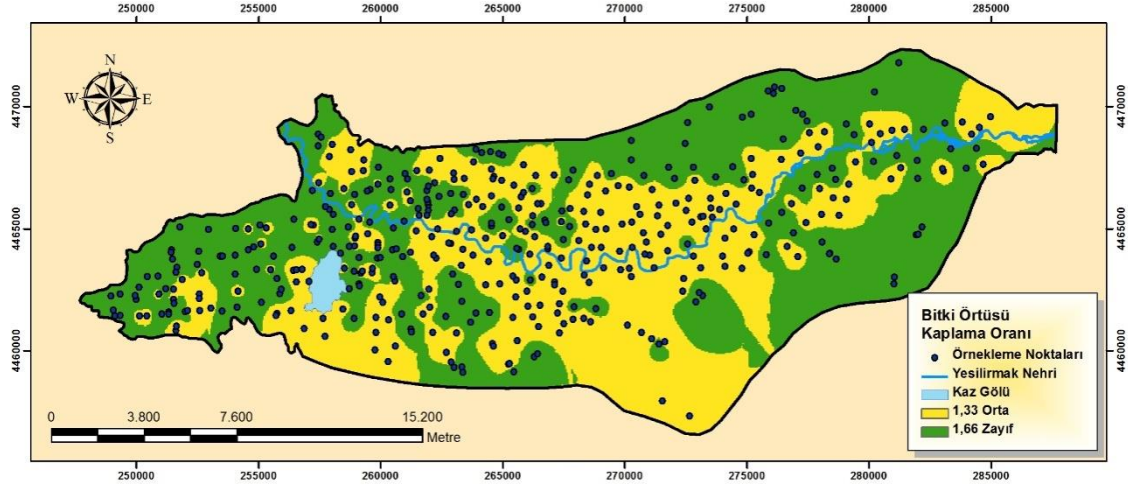 250000 255000 260000 265000 270000 275000 280000 285000
N
W E
S
4470000 4470000
4465000 4465000
4460000 4460000
Bitki Örtüsü
Kaplama Oranı
Örnekleme Noktaları
Yesilirmak Nehri
Kaz Gölü
1,33 Orta
1,66 Zayıf
0 3.800 7.600 15.200
Metre
250000 255000 260000 265000 270000 275000 280000 285000